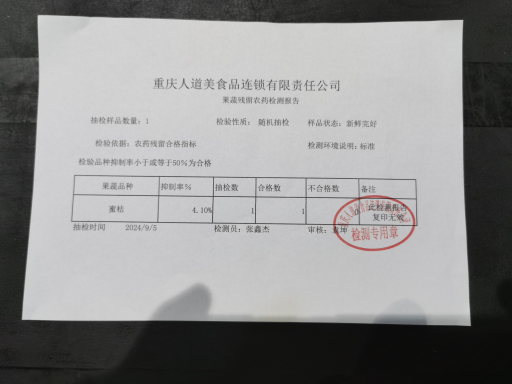 重庆人道美食品连锁有限责任公司
果蔬残留农药检测报告
抽检样品数量：1 检验性质： 随机抽检 样品状态：新鲜完好
检验依据：农药残留合格指标 检测环境说明：标准
检验品种抑制率小于或等于50%为合格
果蔬品种 抑制率% 抽检数 合格数 不合格数 备注
蜜桔 4.10% 1 1 此检测报告
复印无效
抽检时间 2024/9/5 检测员：张鑫杰 审核： 坤
检测专用章